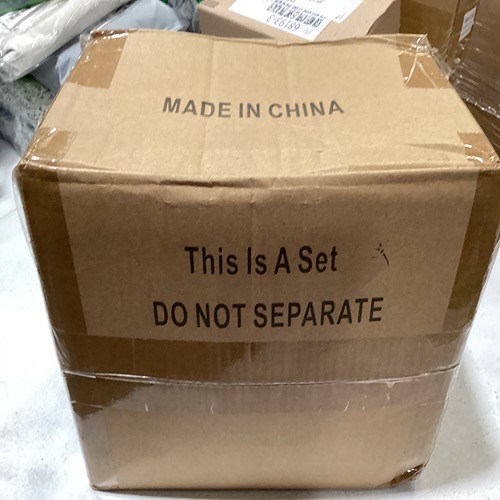 MADE IN CHINA
This Is A Set
DO NOT SEPARATE